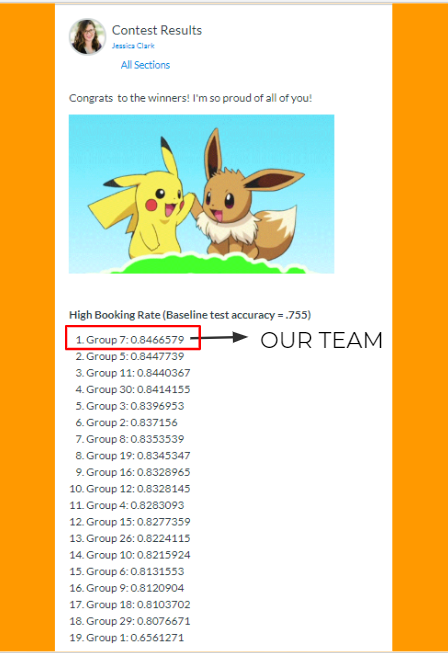 Contest Results
Jessica Clark
All Sections
Congrats to the winners! I'm so proud of all of you!
High Booking Rate (Baseline test accuracy = .755)
1. Group 7: 0.8466579
OUR TEAM
2. Group 5: 0.8447739
3. Group 11: 0.8440367
4. Group 30: 0.8414155
5. Group 3: 0.8396953
6. Group 2: 0.837156
7. Group 8: 0.8353539
8. Group 19: 0.8345347
9. Group 16: 0.8328965
10. Group 12: 0.8328145
11. Group 4: 0.8283093
12. Group 15: 0.8277359
13. Group 26: 0.8224115
14. Group 10: 0.8215924
15. Group 6: 0.8131553
16. Group 9: 0.8120904
17. Group 18: 0.8103702
18. Group 29: 0.8076671
19. Group 1: 0.6561271